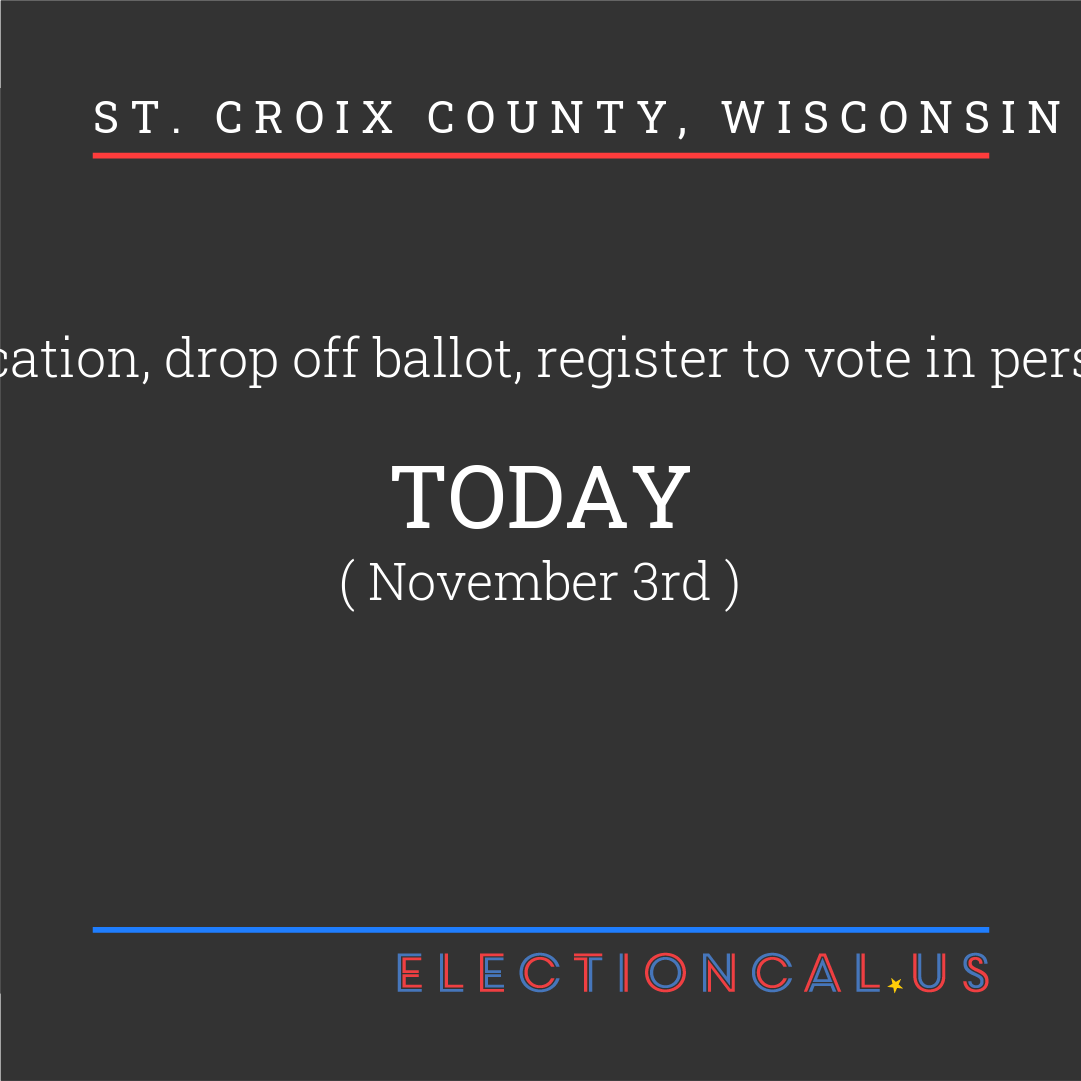 ST. CROIX COUNTY, WISCONSIN
cation, drop off ballot, register to vote in pers
TODAY
( November 3rd )
ELECTIONCAL.US